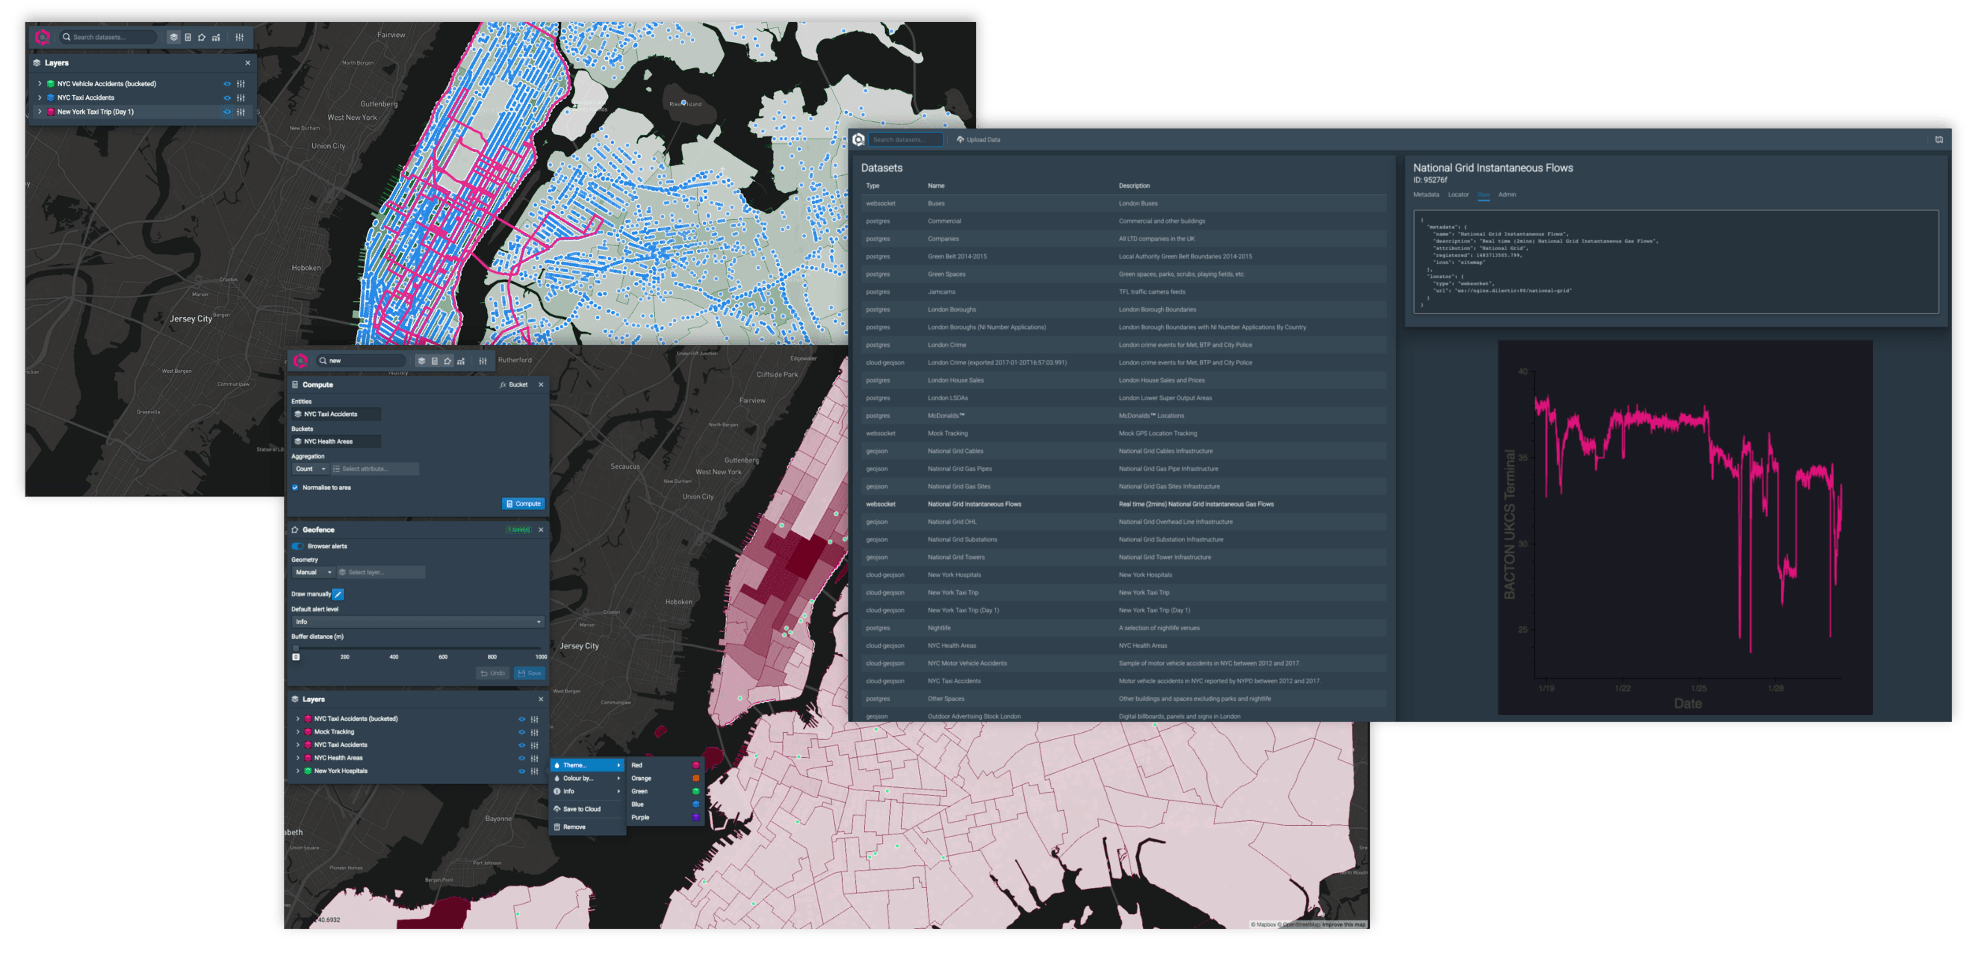 Search datasets...
Layers
NYC Vehicle Accidents (bucketed)
NYC Taxi Accidents
New York Taxi Trip (Day 1)
Fairview
North Bergen
Guttenberg
West New York
New Durham
Union City
Hoboken
Jersey City
West Bergen
Communipaw
Greenville
new
Compute
Bucket
Entities
NYC Taxi Accidents
Buckets
NYC Health Areas
Aggregation
Count
Select attribute...
Normalise to area
Compute
Geofence
Browser alerts
Geometry
Manual
Select layer...
Draw manually
Default alert level
Info
Buffer distance (m)
0 200 400 600 800 1000
Undo
Save
Layers
NYC Taxi Accidents (bucketed)
Mock Tracking
NYC Taxi Accidents
NYC Health Areas
New York Hospitals
Theme...
Colour by...
Info
Save to Cloud
Remove
Red
Orange
Green
Blue
Purple
Rutherford
Edgewater
Cliffside Park
Fairview
North Bergen
Guttenberg
Secaucus
West New York
New Durham
Union City
Hoboken
Jersey City
West Bergen
Communipaw
Bayonne
Port Johnson
Bergen Point
Union Square
Pioneer Homes
abeth
40.6932
© Mapbox © OpenStreetMap Improve this map
Search datasets...
Upload Data
Datasets
Type Name Description
websocket Buses London Buses
postgres Commercial Commercial and other buildings
postgres Companies All LTD companies in the UK
postgres Green Belt 2014-2015 Local Authority Green Belt Boundaries 2014-2015
postgres Green Spaces Green spaces, parks, scrubs, playing fields, etc.
postgres Jamcams TFL traffic camera feeds
postgres London Boroughs London Borough Boundaries
postgres London Boroughs (NI Number Applications) London Borough Boundaries with NI Number Applications By Country
postgres London Crime London crime events for Met, BTP and City Police
cloud-geojson London Crime (exported 2017-01-20T16:57:03.991) London crime events for Met, BTP and City Police
postgres London House Sales London House Sales and Prices
postgres London LSOAs London Lower Super Output Areas
postgres McDonalds™ McDonalds™ Locations
websocket Mock Tracking Mock GPS Location Tracking
geojson National Grid Cables National Grid Cables Infrastructure
geojson National Grid Gas Pipes National Grid Gas Pipe Infrastructure
geojson National Grid Gas Sites National Grid Gas Sites Infrastructure
websocket National Grid Instantaneous Flows Real time (2mins) National Grid Instantaneous Gas Flows
geojson National Grid OHL National Grid Overhead Line Infrastructure
geojson National Grid Substations National Grid Substation Infrastructure
geojson National Grid Towers National Grid Tower Infrastructure
cloud-geojson New York Hospitals New York Hospitals
cloud-geojson New York Taxi Trip New York Taxi Trip
cloud-geojson New York Taxi Trip (Day 1) New York Taxi Trip (Day 1)
postgres Nightlife A selection of nightlife venues
cloud-geojson NYC Health Areas NYC Health Areas
cloud-geojson NYC Motor Vehicle Accidents Sample of motor vehicle accidents in NYC between 2012 and 2017.
cloud-geojson NYC Taxi Accidents Motor vehicle accidents in NYC reported by NYPD between 2012 and 2017.
postgres Other Spaces Other buildings and spaces excluding parks and nightlife
geojson Outdoor Advertising Stock London Digital billboards, panels and signs in London
National Grid Instantaneous Flows
ID: 95276f
Metadata Locator Admin
{
"metadata": {
"name": "National Grid Instantaneous Flows",
"description": "Real time (2mins) National Grid Instantaneous Gas Flows",
"attribution": "National Grid",
"registered": 1483713505.799,
"icon": "sitemap"
},
"locator": {
"type": "websocket",
}
}
40
35
30
25
BACTON UKCS Terminal
1/19 1/22 1/25 1/28
Date